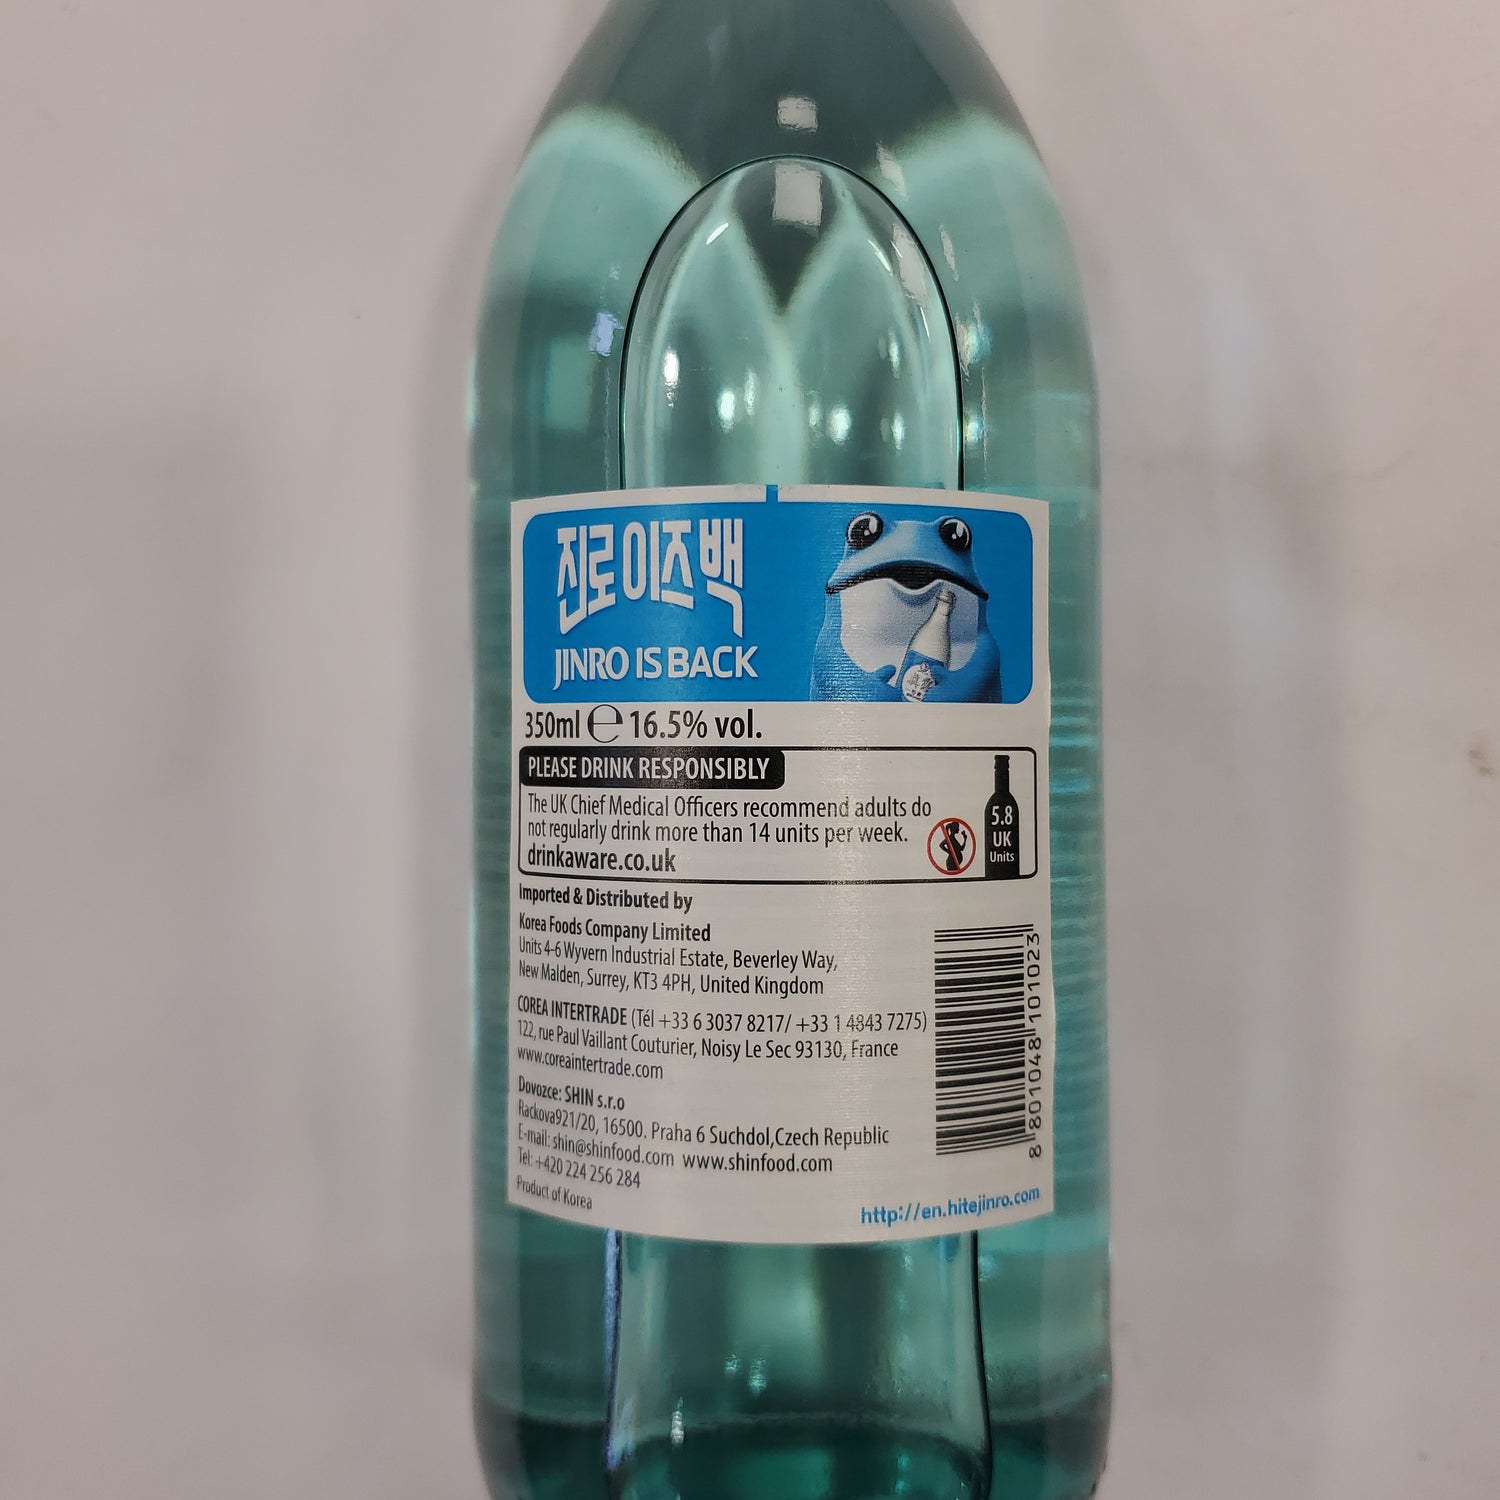 진로이즈백
JINRO IS BACK
350ml ℮ 16.5% vol.
PLEASE DRINK RESPONSIBLY
The UK Chief Medical Officers recommend adults do
not regularly drink more than 14 units per week.
drinkaware.co.uk
5.8
UK
Units
Imported & Distributed by
Korea Foods Company Limited
Units 4-6 Wyvern Industrial Estate, Beverley Way,
New Malden, Surrey, KT3 4PH, United Kingdom
COREA INTERTRADE (Tél +33 6 3037 8217/ +33 1 4843 7275)
122, rue Paul Vaillant Couturier, Noisy Le Sec 93130, France
www.coreaintertrade.com
Dovozce: SHIN s.r.o
Rackova921/20, 16500. Praha 6 Suchdol,Czech Republic
E-mail: shin@shinfood.com www.shinfood.com
Tel: +420 224 256 284
Product of Korea
http://en.hitejinro.com
8 801048 101023